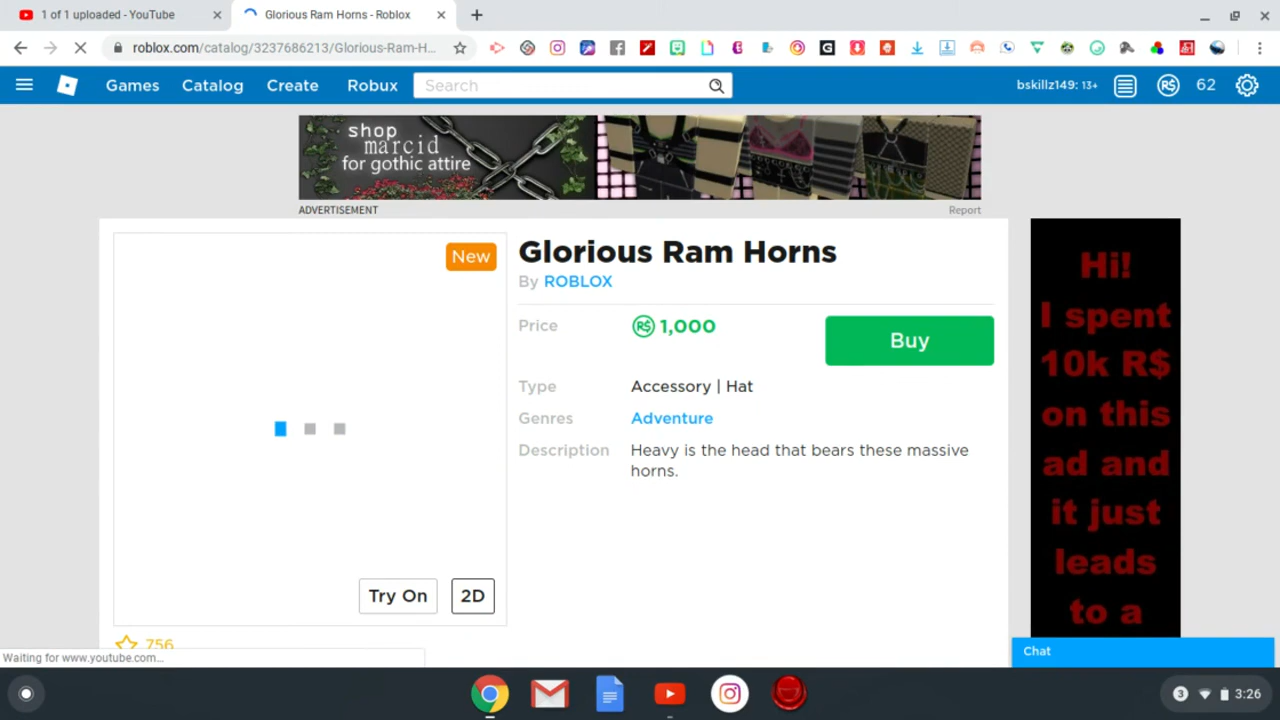 1 of 1 uploaded - YouTube
Glorious Ram Horns - Roblox
roblox.com/catalog/3237686213/Glorious-Ram-H...
Games Catalog Create Robux Search bskillz149: 13+ R$ 62
shop
marcid
for gothic attire
ADVERTISEMENT Report
New
Glorious Ram Horns
By ROBLOX
Price R$ 1,000 Buy
Type Accessory | Hat
Genres Adventure
Description Heavy is the head that bears these massive
horns.
Try On 2D
756
Hi!
I spent
10k R$
on this
ad and
it just
leads
to a
Chat
Waiting for www.youtube.com...
3 3:26